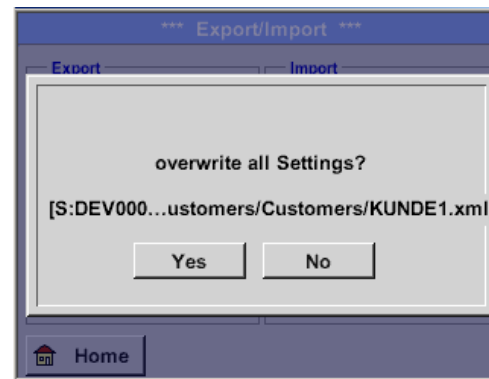 *** Export/Import ***
Export Import
overwrite all Settings?
[S:DEV000...ustomers/Customers/KUNDE1.xml
Yes No
Home